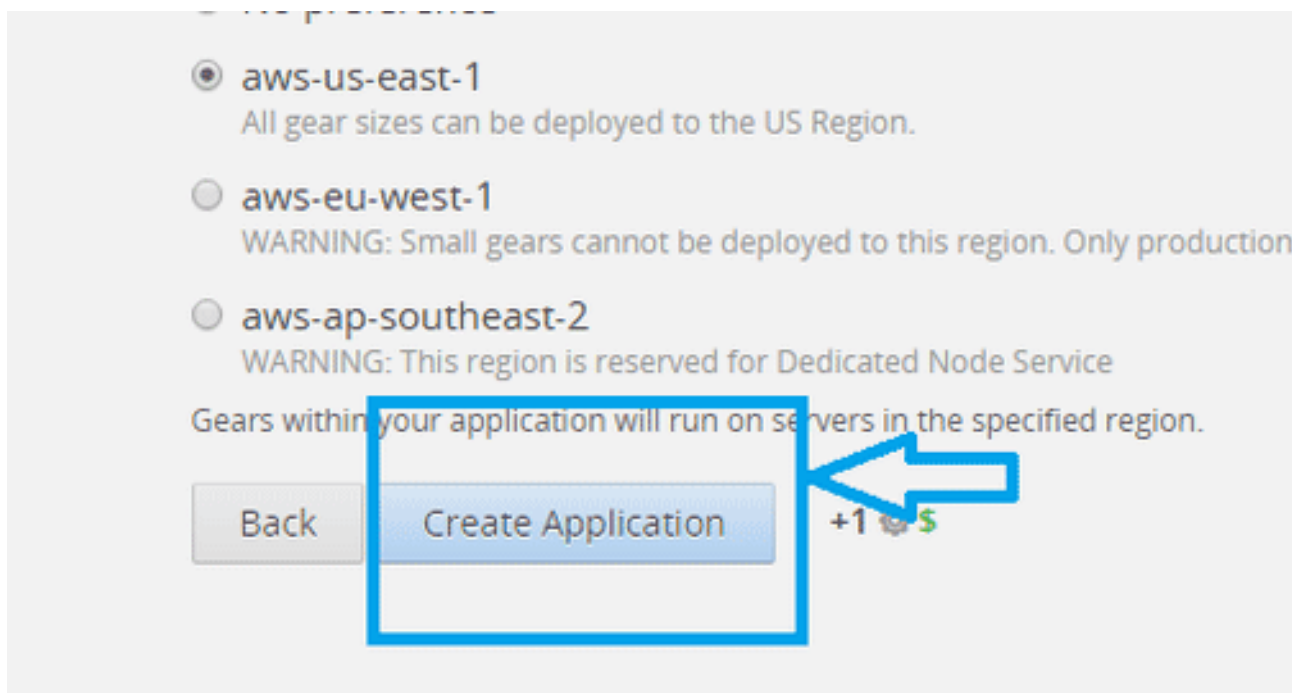 No preference
aws-us-east-1
All gear sizes can be deployed to the US Region.
aws-eu-west-1
WARNING: Small gears cannot be deployed to this region. Only production
aws-ap-southeast-2
WARNING: This region is reserved for Dedicated Node Service
Gears within your application will run on servers in the specified region.
Back Create Application +1 $